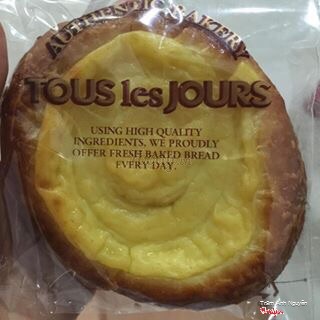 AUTHENTIC BAKERY
TOUS les JOURS
USING HIGH QUALITY
INGREDIENTS, WE PROUDLY
OFFER FRESH BAKED BREAD
EVERY DAY.